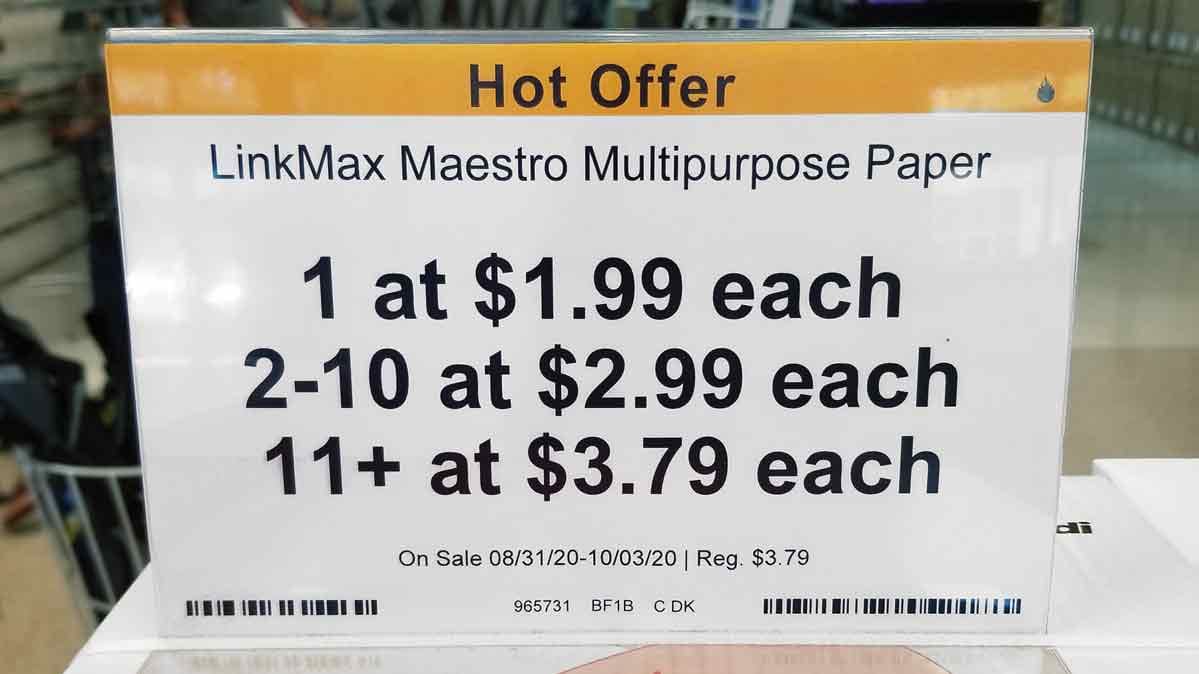 Hot Offer
LinkMax Maestro Multipurpose Paper
1 at $1.99 each
2-10 at $2.99 each
11+ at $3.79 each
On Sale 08/31/20-10/03/20 | Reg. $3.79
965731 BF1B C DK
di